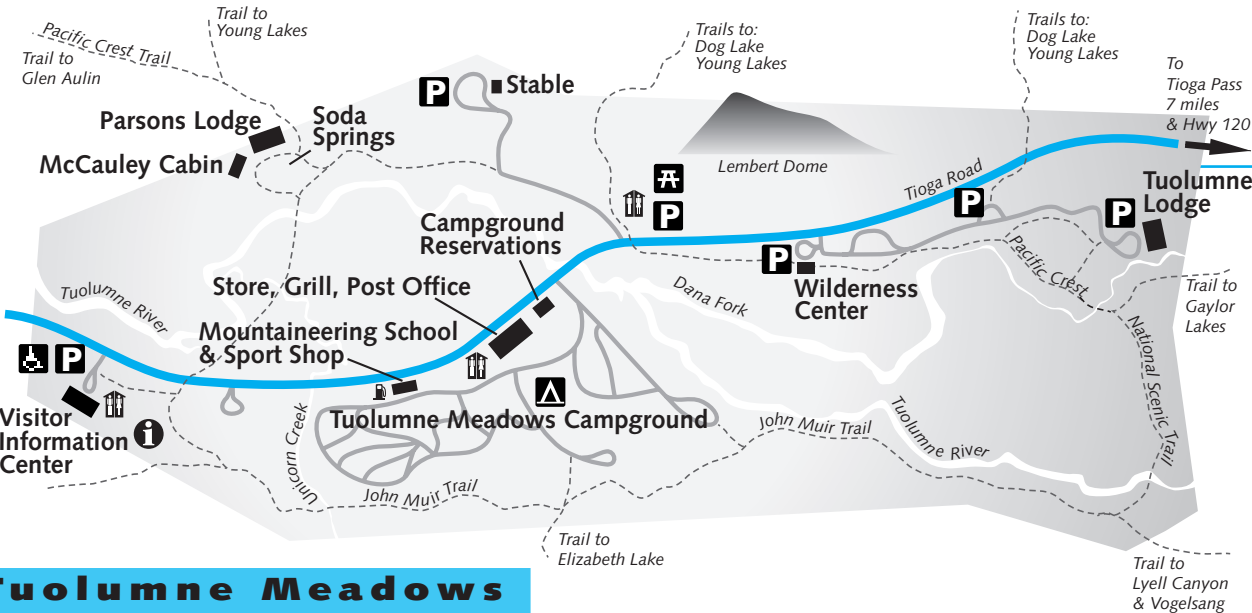 Trail to
Young Lakes
Pacific Crest Trail
Trail to
Glen Aulin
Trails to:
Dog Lake
Young Lakes
Trails to:
Dog Lake
Young Lakes
To
Tioga Pass
7 miles
& Hwy 120
P
Stable
Parsons Lodge
Soda
Springs
McCauley Cabin
Lembert Dome
Tioga Road
P
P
P
Tuolumne
Lodge
Campground
Reservations
P
Wilderness
Center
Pacific Crest
National Scenic Trail
Trail to
Gaylor
Lakes
Dana Fork
Store, Grill, Post Office
Tuolumne River
Mountaineering School
& Sport Shop
P
Visitor
Information
Center
i
Tuolumne Meadows Campground
Unicorn Creek
John Muir Trail
John Muir Trail
Tuolumne River
Trail to
Elizabeth Lake
Trail to
Lyell Canyon
& Vogelsang
Tuolumne Meadows